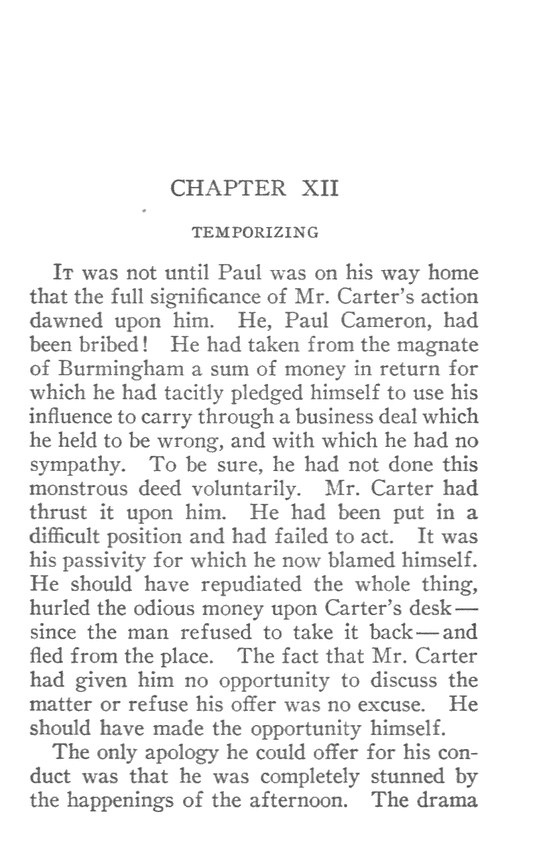 CHAPTER XII
TEMPORIZING
IT was not until Paul was on his way home
that the full significance of Mr. Carter's action
dawned upon him. He, Paul Cameron, had
been bribed! He had taken from the magnate
of Burmingham a sum of money in return for
which he had tacitly pledged himself to use his
influence to carry through a business deal which
he held to be wrong, and with which he had no
sympathy. To be sure, he had not done this
monstrous deed voluntarily. Mr. Carter had
thrust it upon him. He had been put in a
difficult position and had failed to act. It was
his passivity for which he now blamed himself.
He should have repudiated the whole thing,
hurled the odious money upon Carter's desk—
since the man refused to take it back—and
fled from the place. The fact that Mr. Carter
had given him no opportunity to discuss the
matter or refuse his offer was no excuse. He
should have made the opportunity himself.
The only apology he could offer for his con-
duct was that he was completely stunned by
the happenings of the afternoon. The drama